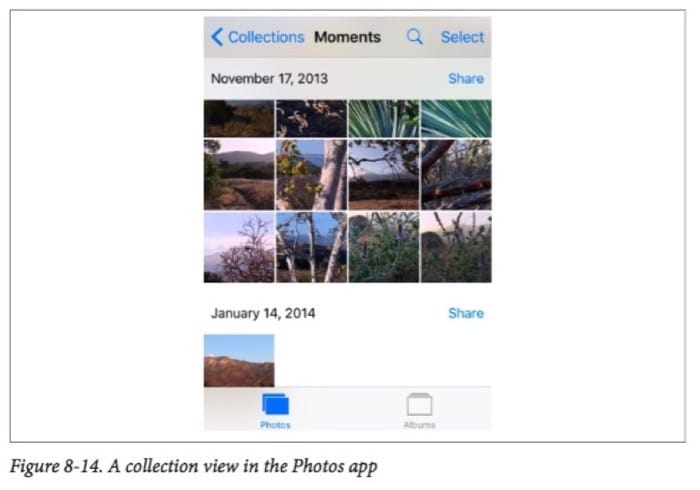 Collections Moments Select
November 17, 2013 Share
January 14, 2014 Share
Photos Albums
Figure 8-14. A collection view in the Photos app